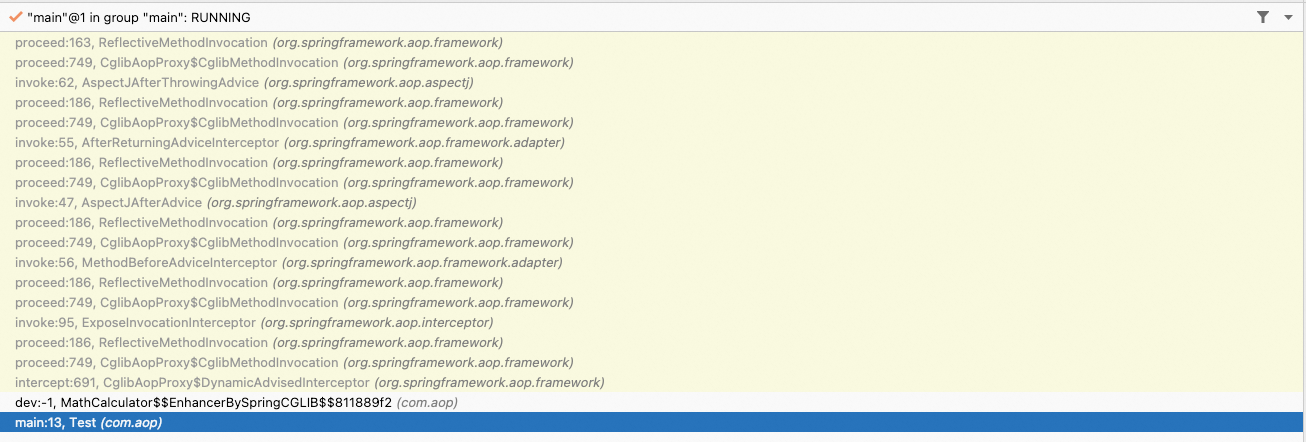 "main"@1 in group "main": RUNNING
proceed:163, ReflectiveMethodInvocation (org.springframework.aop.framework)
proceed:749, CglibAopProxy$CglibMethodInvocation (org.springframework.aop.framework)
invoke:62, AspectJAfterThrowingAdvice (org.springframework.aop.aspectj)
proceed:186, ReflectiveMethodInvocation (org.springframework.aop.framework)
proceed:749, CglibAopProxy$CglibMethodInvocation (org.springframework.aop.framework)
invoke:55, AfterReturningAdviceInterceptor (org.springframework.aop.framework.adapter)
proceed:186, ReflectiveMethodInvocation (org.springframework.aop.framework)
proceed:749, CglibAopProxy$CglibMethodInvocation (org.springframework.aop.framework)
invoke:47, AspectJAfterAdvice (org.springframework.aop.aspectj)
proceed:186, ReflectiveMethodInvocation (org.springframework.aop.framework)
proceed:749, CglibAopProxy$CglibMethodInvocation (org.springframework.aop.framework)
invoke:56, MethodBeforeAdviceInterceptor (org.springframework.aop.framework.adapter)
proceed:186, ReflectiveMethodInvocation (org.springframework.aop.framework)
proceed:749, CglibAopProxy$CglibMethodInvocation (org.springframework.aop.framework)
invoke:95, ExposeInvocationInterceptor (org.springframework.aop.interceptor)
proceed:186, ReflectiveMethodInvocation (org.springframework.aop.framework)
proceed:749, CglibAopProxy$CglibMethodInvocation (org.springframework.aop.framework)
intercept:691, CglibAopProxy$DynamicAdvisedInterceptor (org.springframework.aop.framework)
dev:-1, MathCalculator$$EnhancerBySpringCGLIB$$811889f2 (com.aop)
main:13, Test (com.aop)